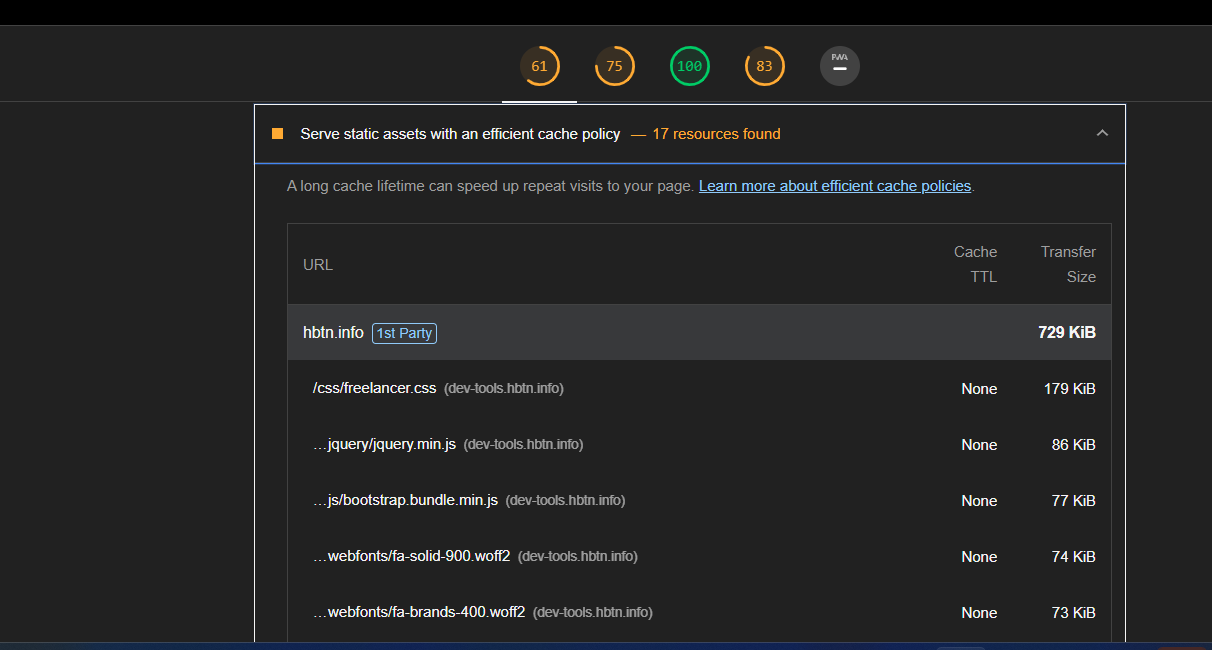 61 75 100 83 PWA
Serve static assets with an efficient cache policy — 17 resources found
A long cache lifetime can speed up repeat visits to your page. Learn more about efficient cache policies.
URL Cache TTL Transfer Size
hbtn.info 1st Party 729 KiB
/css/freelancer.css (dev-tools.hbtn.info) None 179 KiB
…jquery/jquery.min.js (dev-tools.hbtn.info) None 86 KiB
…js/bootstrap.bundle.min.js (dev-tools.hbtn.info) None 77 KiB
…webfonts/fa-solid-900.woff2 (dev-tools.hbtn.info) None 74 KiB
…webfonts/fa-brands-400.woff2 (dev-tools.hbtn.info) None 73 KiB